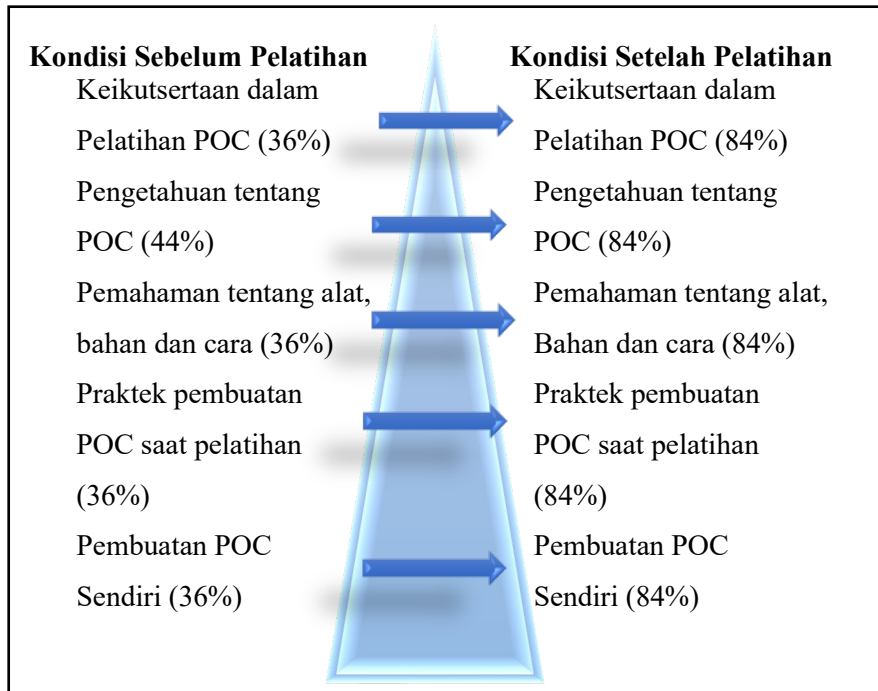 Kondisi Sebelum Pelatihan
Keikutsertaan dalam
Pelatihan POC (36%)
Pengetahuan tentang
POC (44%)
Pemahaman tentang alat,
bahan dan cara (36%)
Praktek pembuatan
POC saat pelatihan
(36%)
Pembuatan POC
Sendiri (36%)
Kondisi Setelah Pelatihan
Keikutsertaan dalam
Pelatihan POC (84%)
Pengetahuan tentang
POC (84%)
Pemahaman tentang alat,
Bahan dan cara (84%)
Praktek pembuatan
POC saat pelatihan
(84%)
Pembuatan POC
Sendiri (84%)